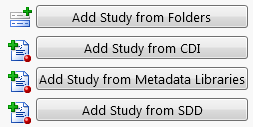 Add Study from Folders
Add Study from CDI
Add Study from Metadata Libraries
Add Study from SDD